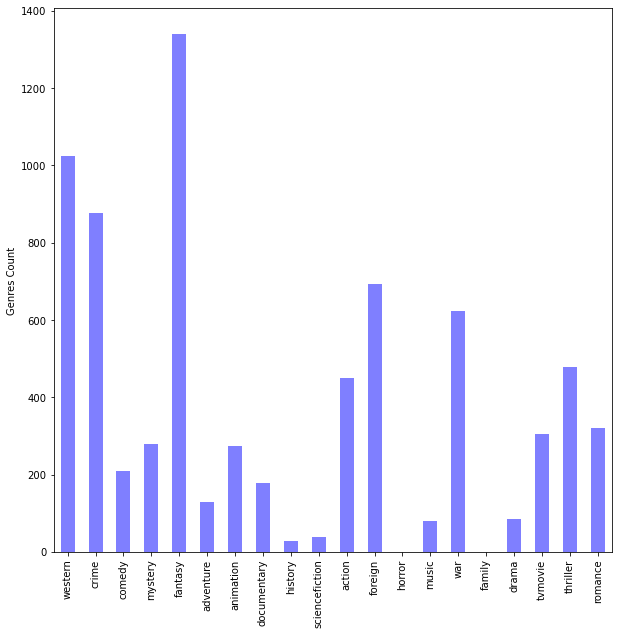 1400
1200
1000
800
600
400
200
0
Genres Count
western
crime
comedy
mystery
fantasy
adventure
animation
documentary
history
sciencefiction
action
foreign
horror
music
war
family
drama
tvmovie
thriller
romance